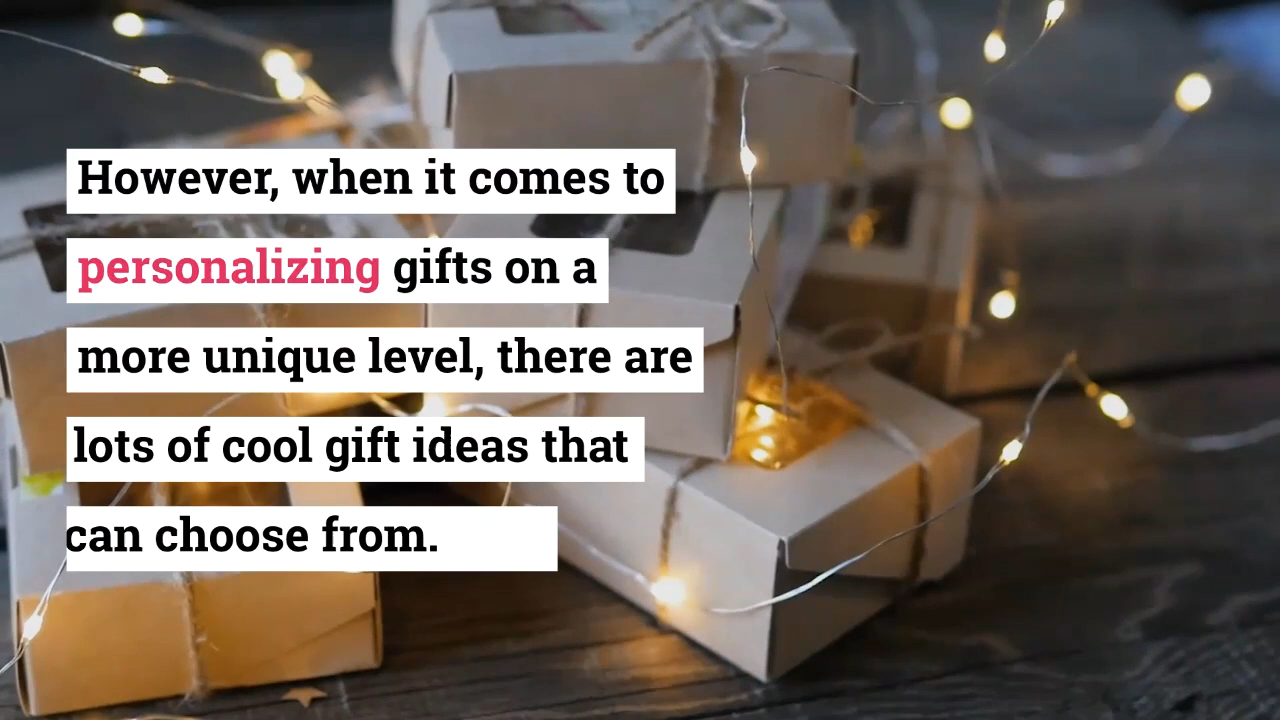 However, when it comes to
personalizing gifts on a
more unique level, there are
lots of cool gift ideas that
can choose from.